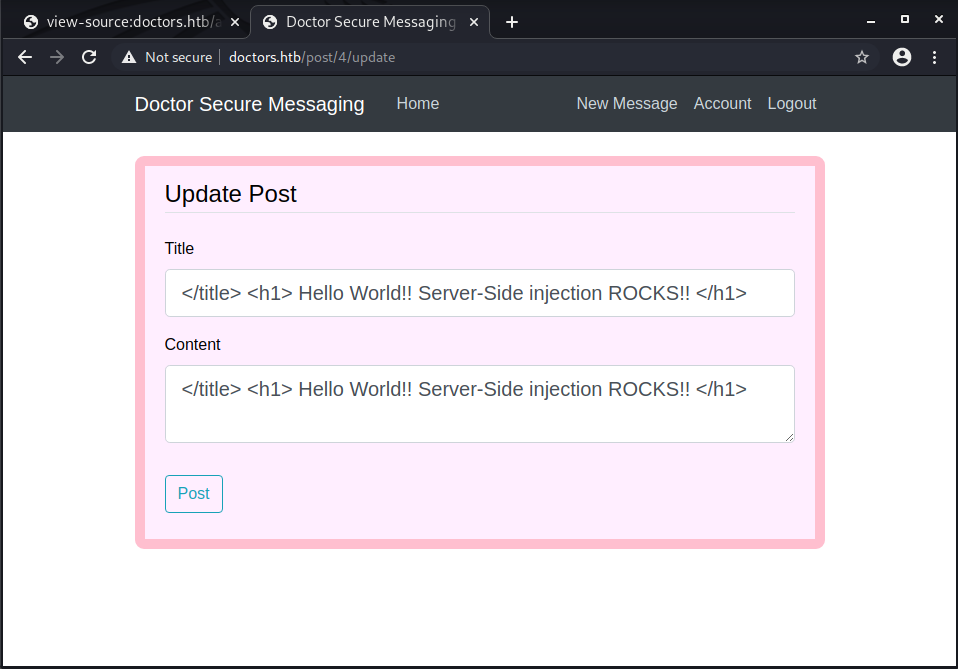 view-source:doctors.htb/a
Doctor Secure Messaging
Not secure doctors.htb/post/4/update
Doctor Secure Messaging Home New Message Account Logout
Update Post
Title
</title> <h1> Hello World!! Server-Side injection ROCKS!! </h1>
Content
</title> <h1> Hello World!! Server-Side injection ROCKS!! </h1>
Post